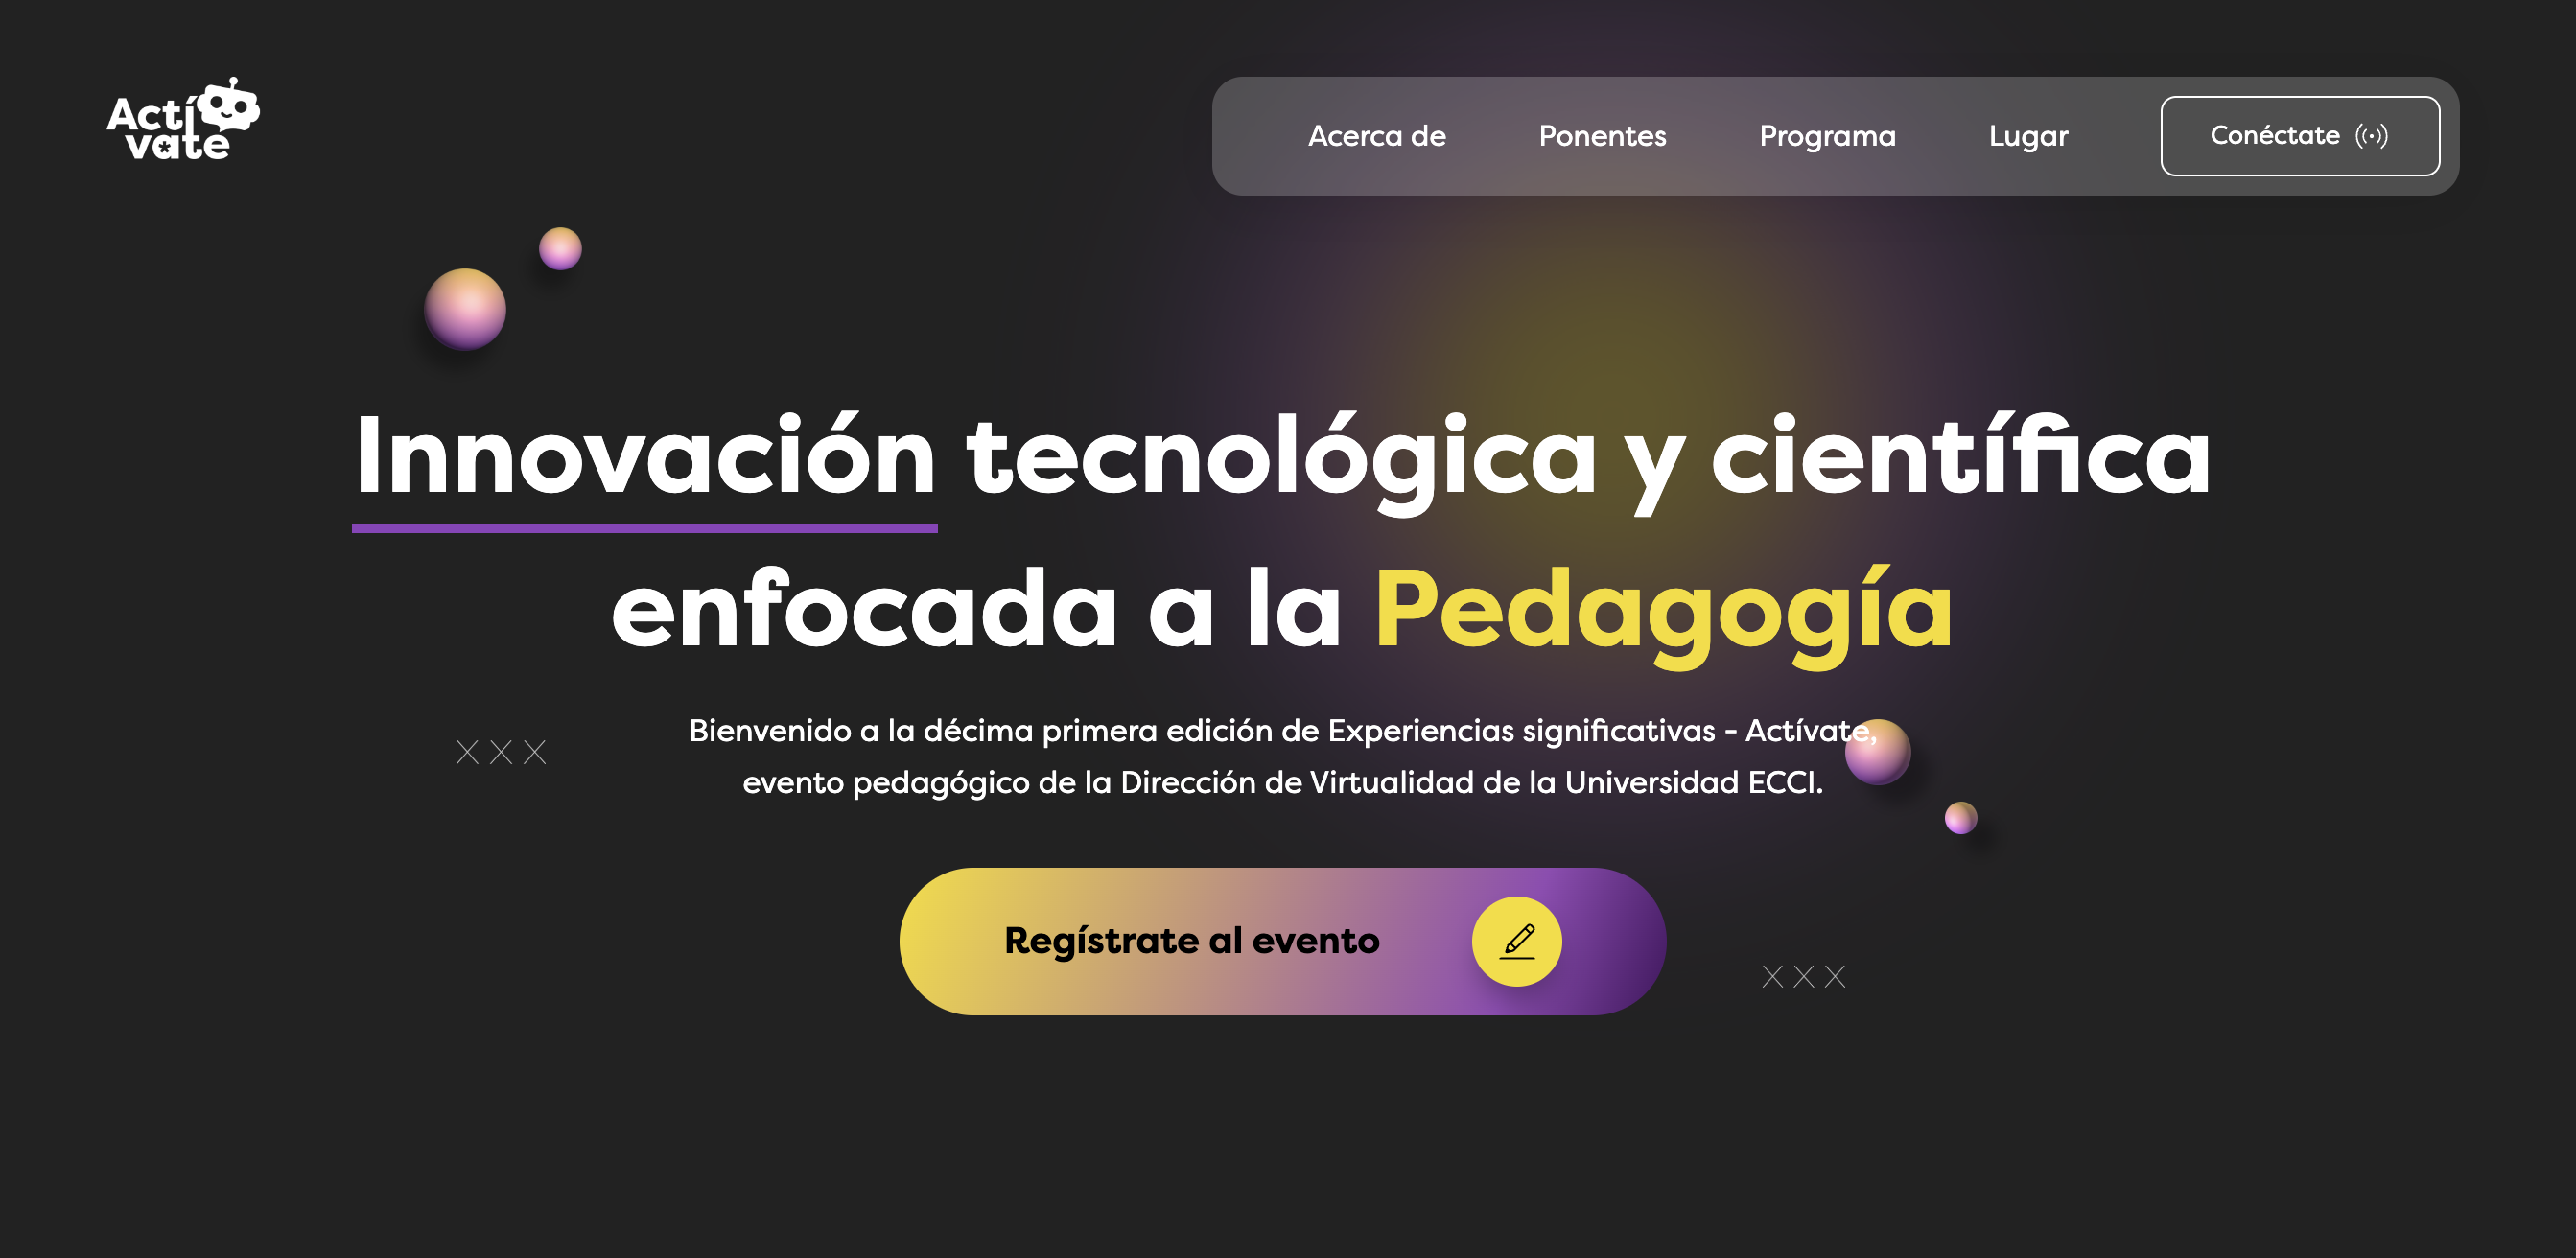 Actí
vate
Acerca de
Ponentes
Programa
Lugar
Conéctate
Innovación tecnológica y científica
enfocada a la Pedagogía
Bienvenido a la décima primera edición de Experiencias significativas - Actívate,
evento pedagógico de la Dirección de Virtualidad de la Universidad ECCI.
Regístrate al evento